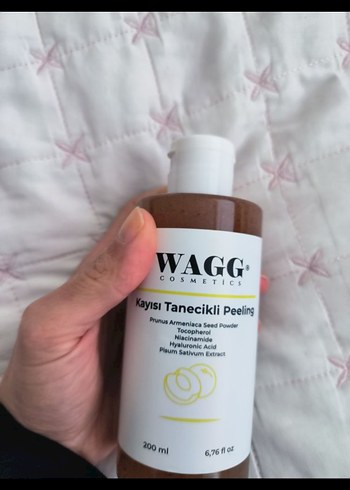 WAGG®
COSMETICS
Kayısı Tanecikli Peeling
Prunus Armeniaca Seed Powder
Tocopherol
Niacinamide
Hyaluronic Acid
Pisum Sativum Extract
200 ml
6,76 fl oz